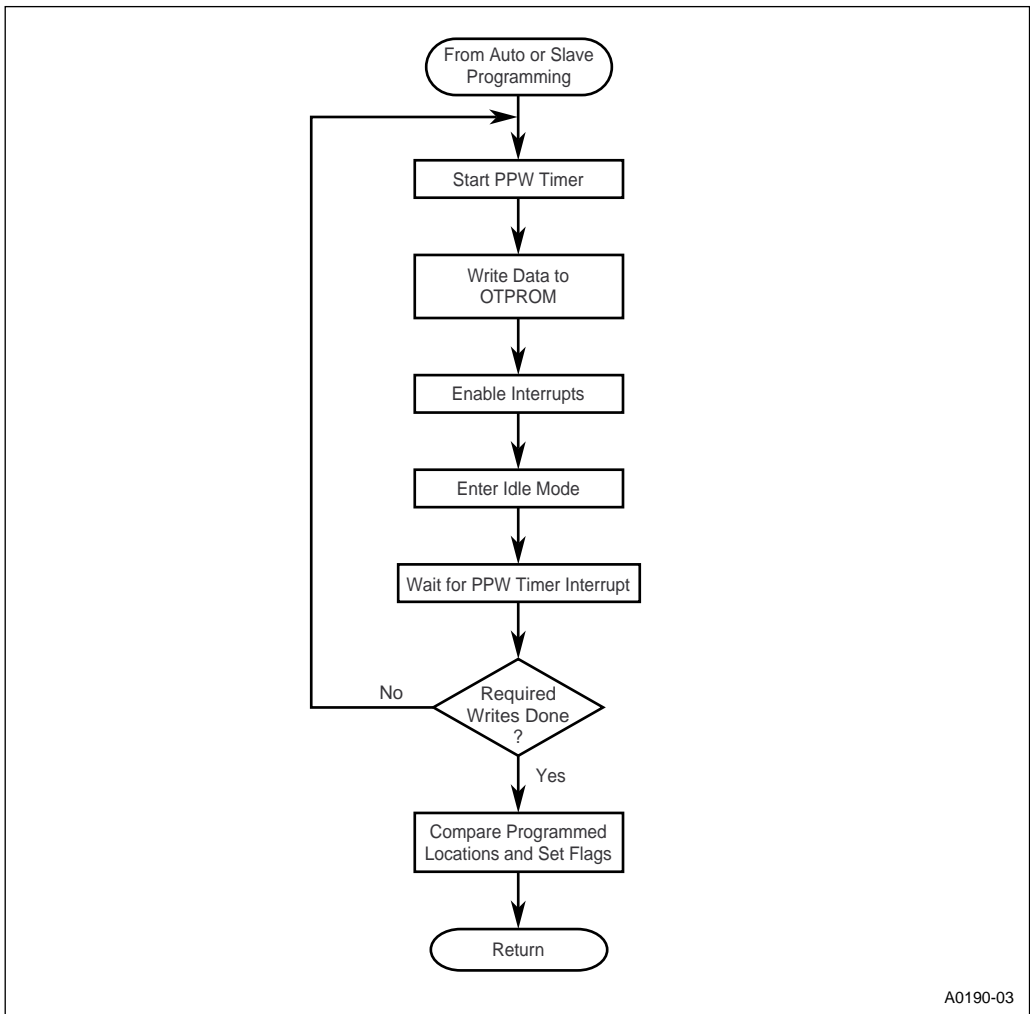 From Auto or Slave
Programming
Start PPW Timer
Write Data to
OTPROM
Enable Interrupts
Enter Idle Mode
Wait for PPW Timer Interrupt
No
Required
Writes Done
?
Yes
Compare Programmed
Locations and Set Flags
Return
A0190-03